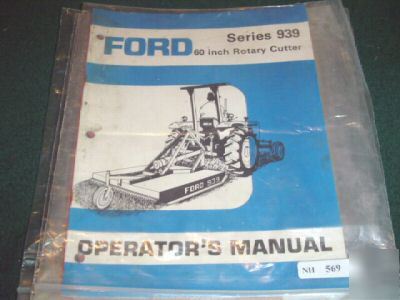 FORD
Series 939
60 inch Rotary Cutter
FORD 939
OPERATOR'S MANUAL
NH 569